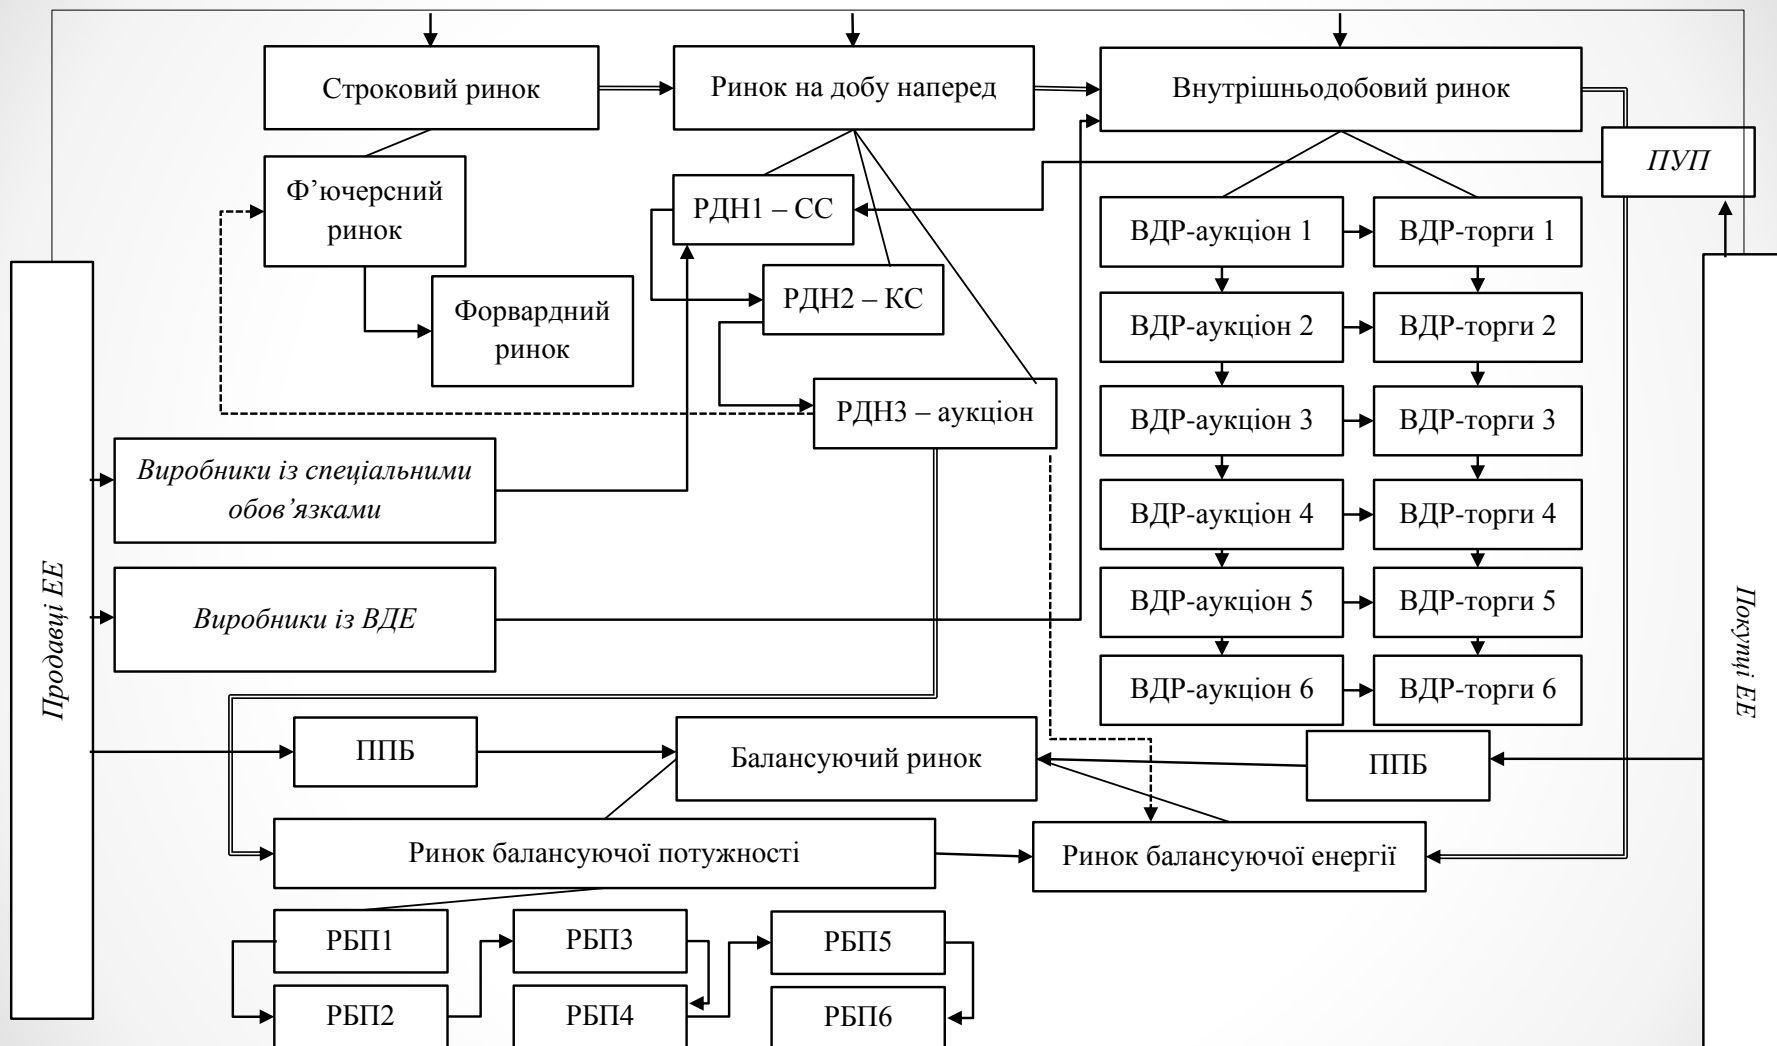 Строковий ринок
Ринок на добу наперед
Внутрішньодобовий ринок
ПУП
Ф’ючерсний
ринок
Форвардний
ринок
РДН1 – СС
РДН2 – КС
РДН3 – аукціон
ВДР-аукціон 1
ВДР-торги 1
ВДР-аукціон 2
ВДР-торги 2
ВДР-аукціон 3
ВДР-торги 3
ВДР-аукціон 4
ВДР-торги 4
ВДР-аукціон 5
ВДР-торги 5
ВДР-аукціон 6
ВДР-торги 6
Продавці ЕЕ
Виробники із спеціальними
обов’язками
Виробники із ВДЕ
Покупці ЕЕ
ППБ
Балансуючий ринок
ППБ
Ринок балансуючої потужності
Ринок балансуючої енергії
РБП1
РБП3
РБП5
РБП2
РБП4
РБП6